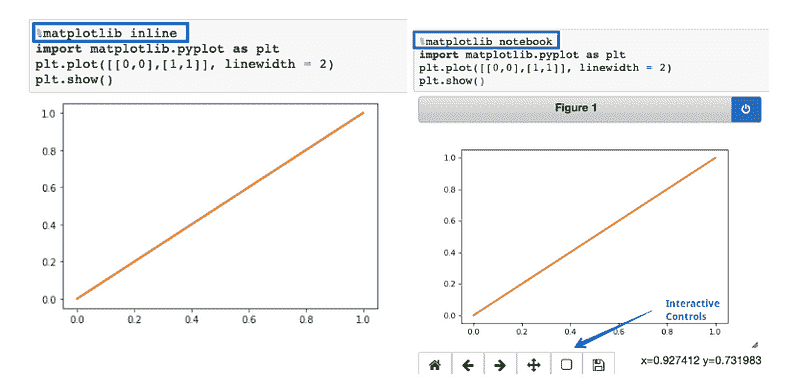 %matplotlib inline
import matplotlib.pyplot as plt
plt.plot([[0,0],[1,1]], linewidth = 2)
plt.show()
1.0
0.8
0.6
0.4
0.2
0.0
0.0 0.2 0.4 0.6 0.8 1.0
%matplotlib notebook
import matplotlib.pyplot as plt
plt.plot([[0,0],[1,1]], linewidth = 2)
plt.show()
Figure 1
1.0
0.8
0.6
0.4
0.2
0.0
0.0 0.2 0.4 0.6 0.8 1.0
Interactive
Controls
x=0.927412 y=0.731983